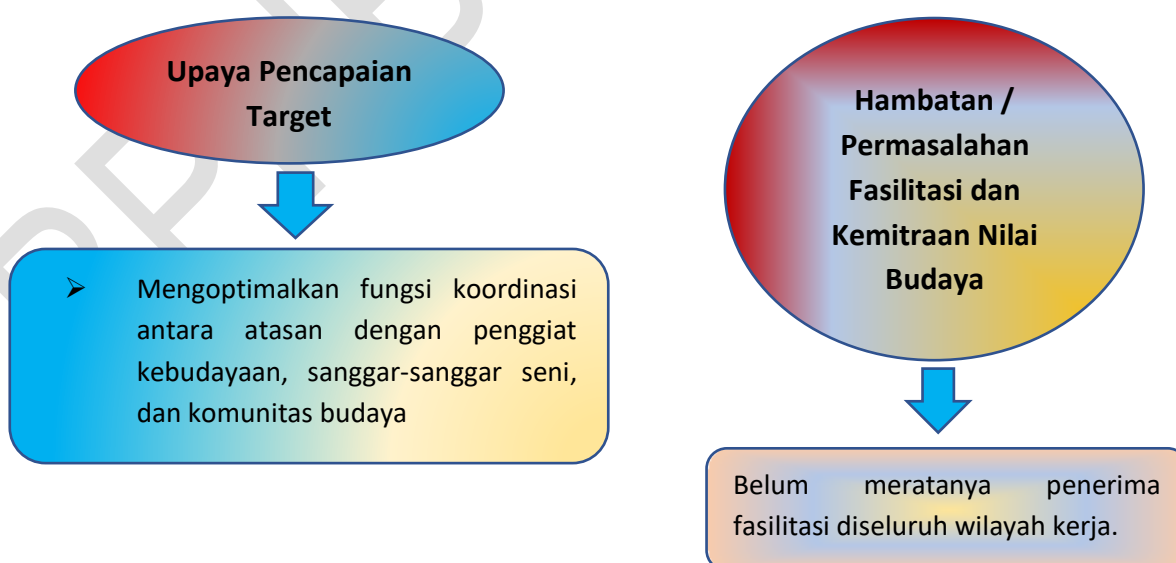 Upaya Pencapaian
Target
➢ Mengoptimalkan fungsi koordinasi
antara atasan dengan penggiat
kebudayaan, sanggar-sanggar seni,
dan komunitas budaya
Hambatan /
Permasalahan
Fasilitasi dan
Kemitraan Nilai
Budaya
Belum meratanya penerima
fasilitasi diseluruh wilayah kerja.